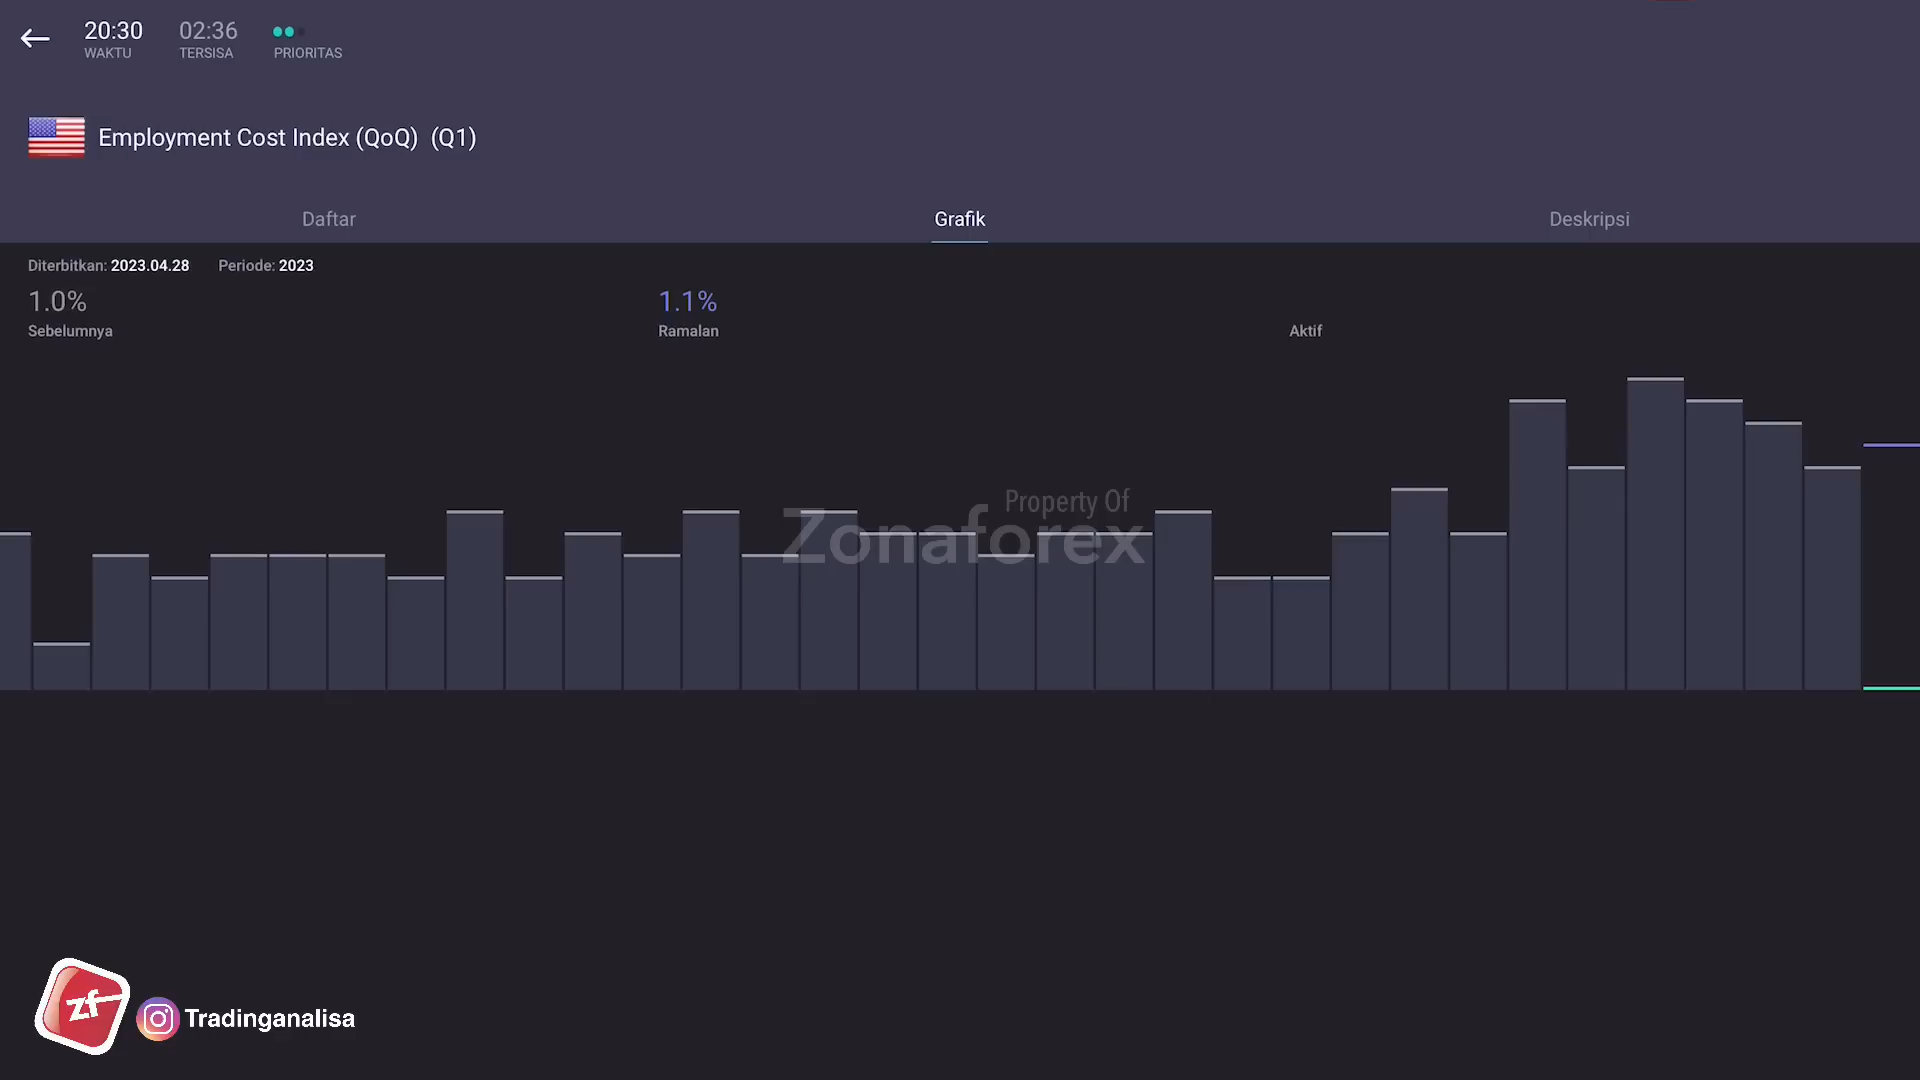 20:30
WAKTU
02:36
TERSISA
PRIORITAS
Employment Cost Index (QoQ) (Q1)
Daftar
Grafik
Deskripsi
Diterbitkan: 2023.04.28
Periode: 2023
1.0%
Sebelumnya
1.1%
Ramalan
Aktif
Property Of
Zonaforex
zf
Tradinganalisa